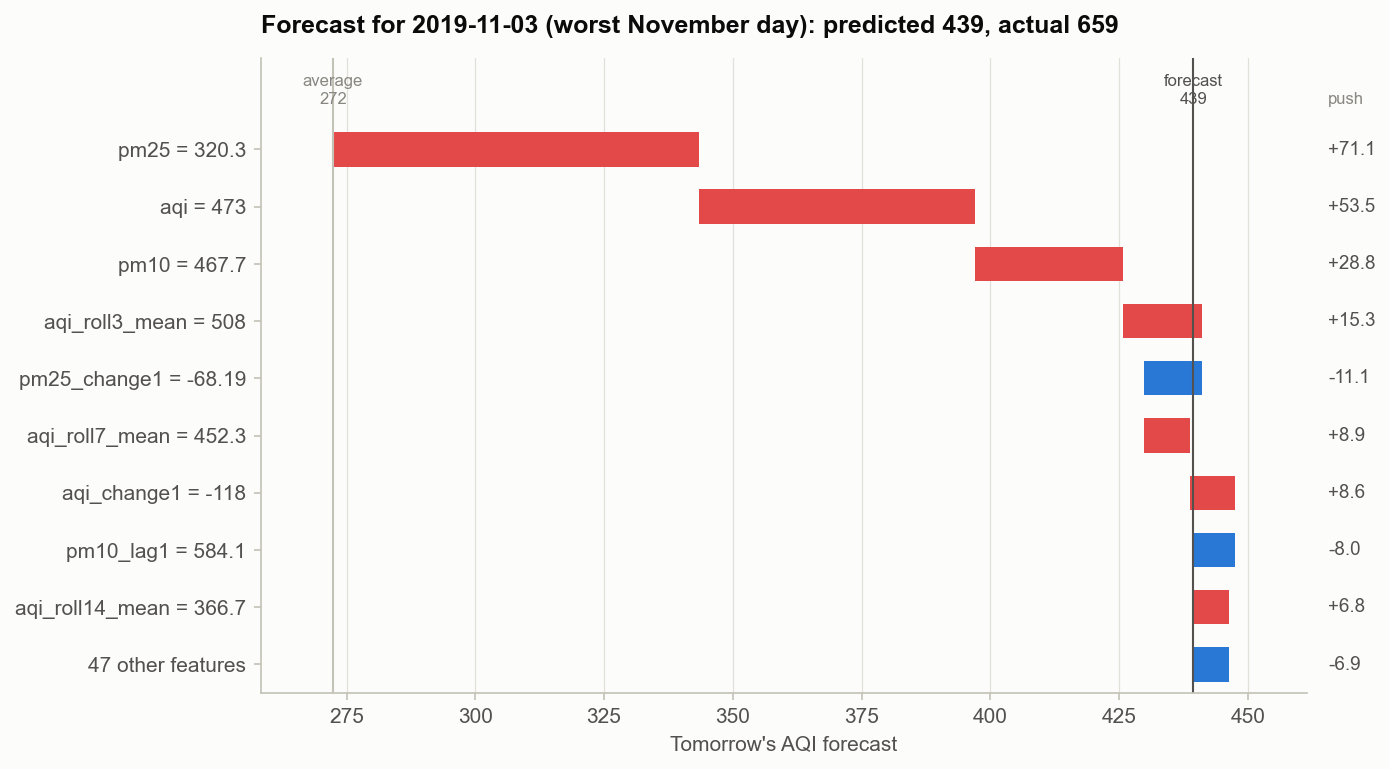 Forecast for 2019-11-03 (worst November day): predicted 439, actual 659
average
272
forecast
439
push
pm25 = 320.3
+71.1
aqi = 473
+53.5
pm10 = 467.7
+28.8
aqi_roll3_mean = 508
+15.3
pm25_change1 = -68.19
-11.1
aqi_roll7_mean = 452.3
+8.9
aqi_change1 = -118
+8.6
pm10_lag1 = 584.1
-8.0
aqi_roll14_mean = 366.7
+6.8
47 other features
-6.9
275 300 325 350 375 400 425 450
Tomorrow's AQI forecast